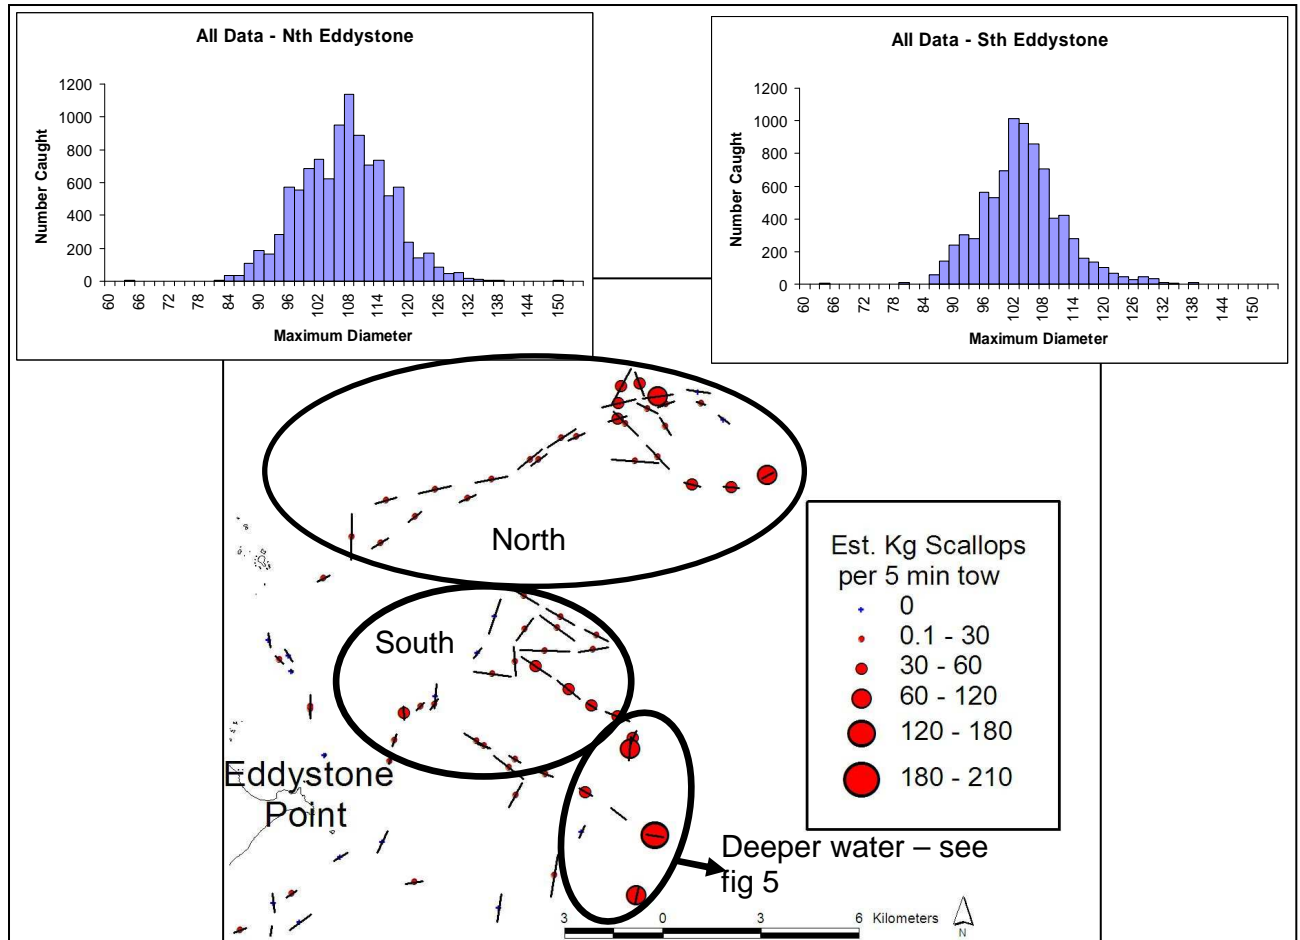 All Data - Nth Eddystone
1200
1000
800
600
400
200
0
Number Caught
60 66 72 78 84 90 96 102 108 114 120 126 132 138 144 150
Maximum Diameter
All Data - Sth Eddystone
1200
1000
800
600
400
200
0
Number Caught
60 66 72 78 84 90 96 102 108 114 120 126 132 138 144 150
Maximum Diameter
North
South
Eddystone
Point
Est. Kg Scallops
per 5 min tow
0
0.1 - 30
30 - 60
60 - 120
120 - 180
180 - 210
Deeper water – see
fig 5
3 0 3 6 Kilometers
N